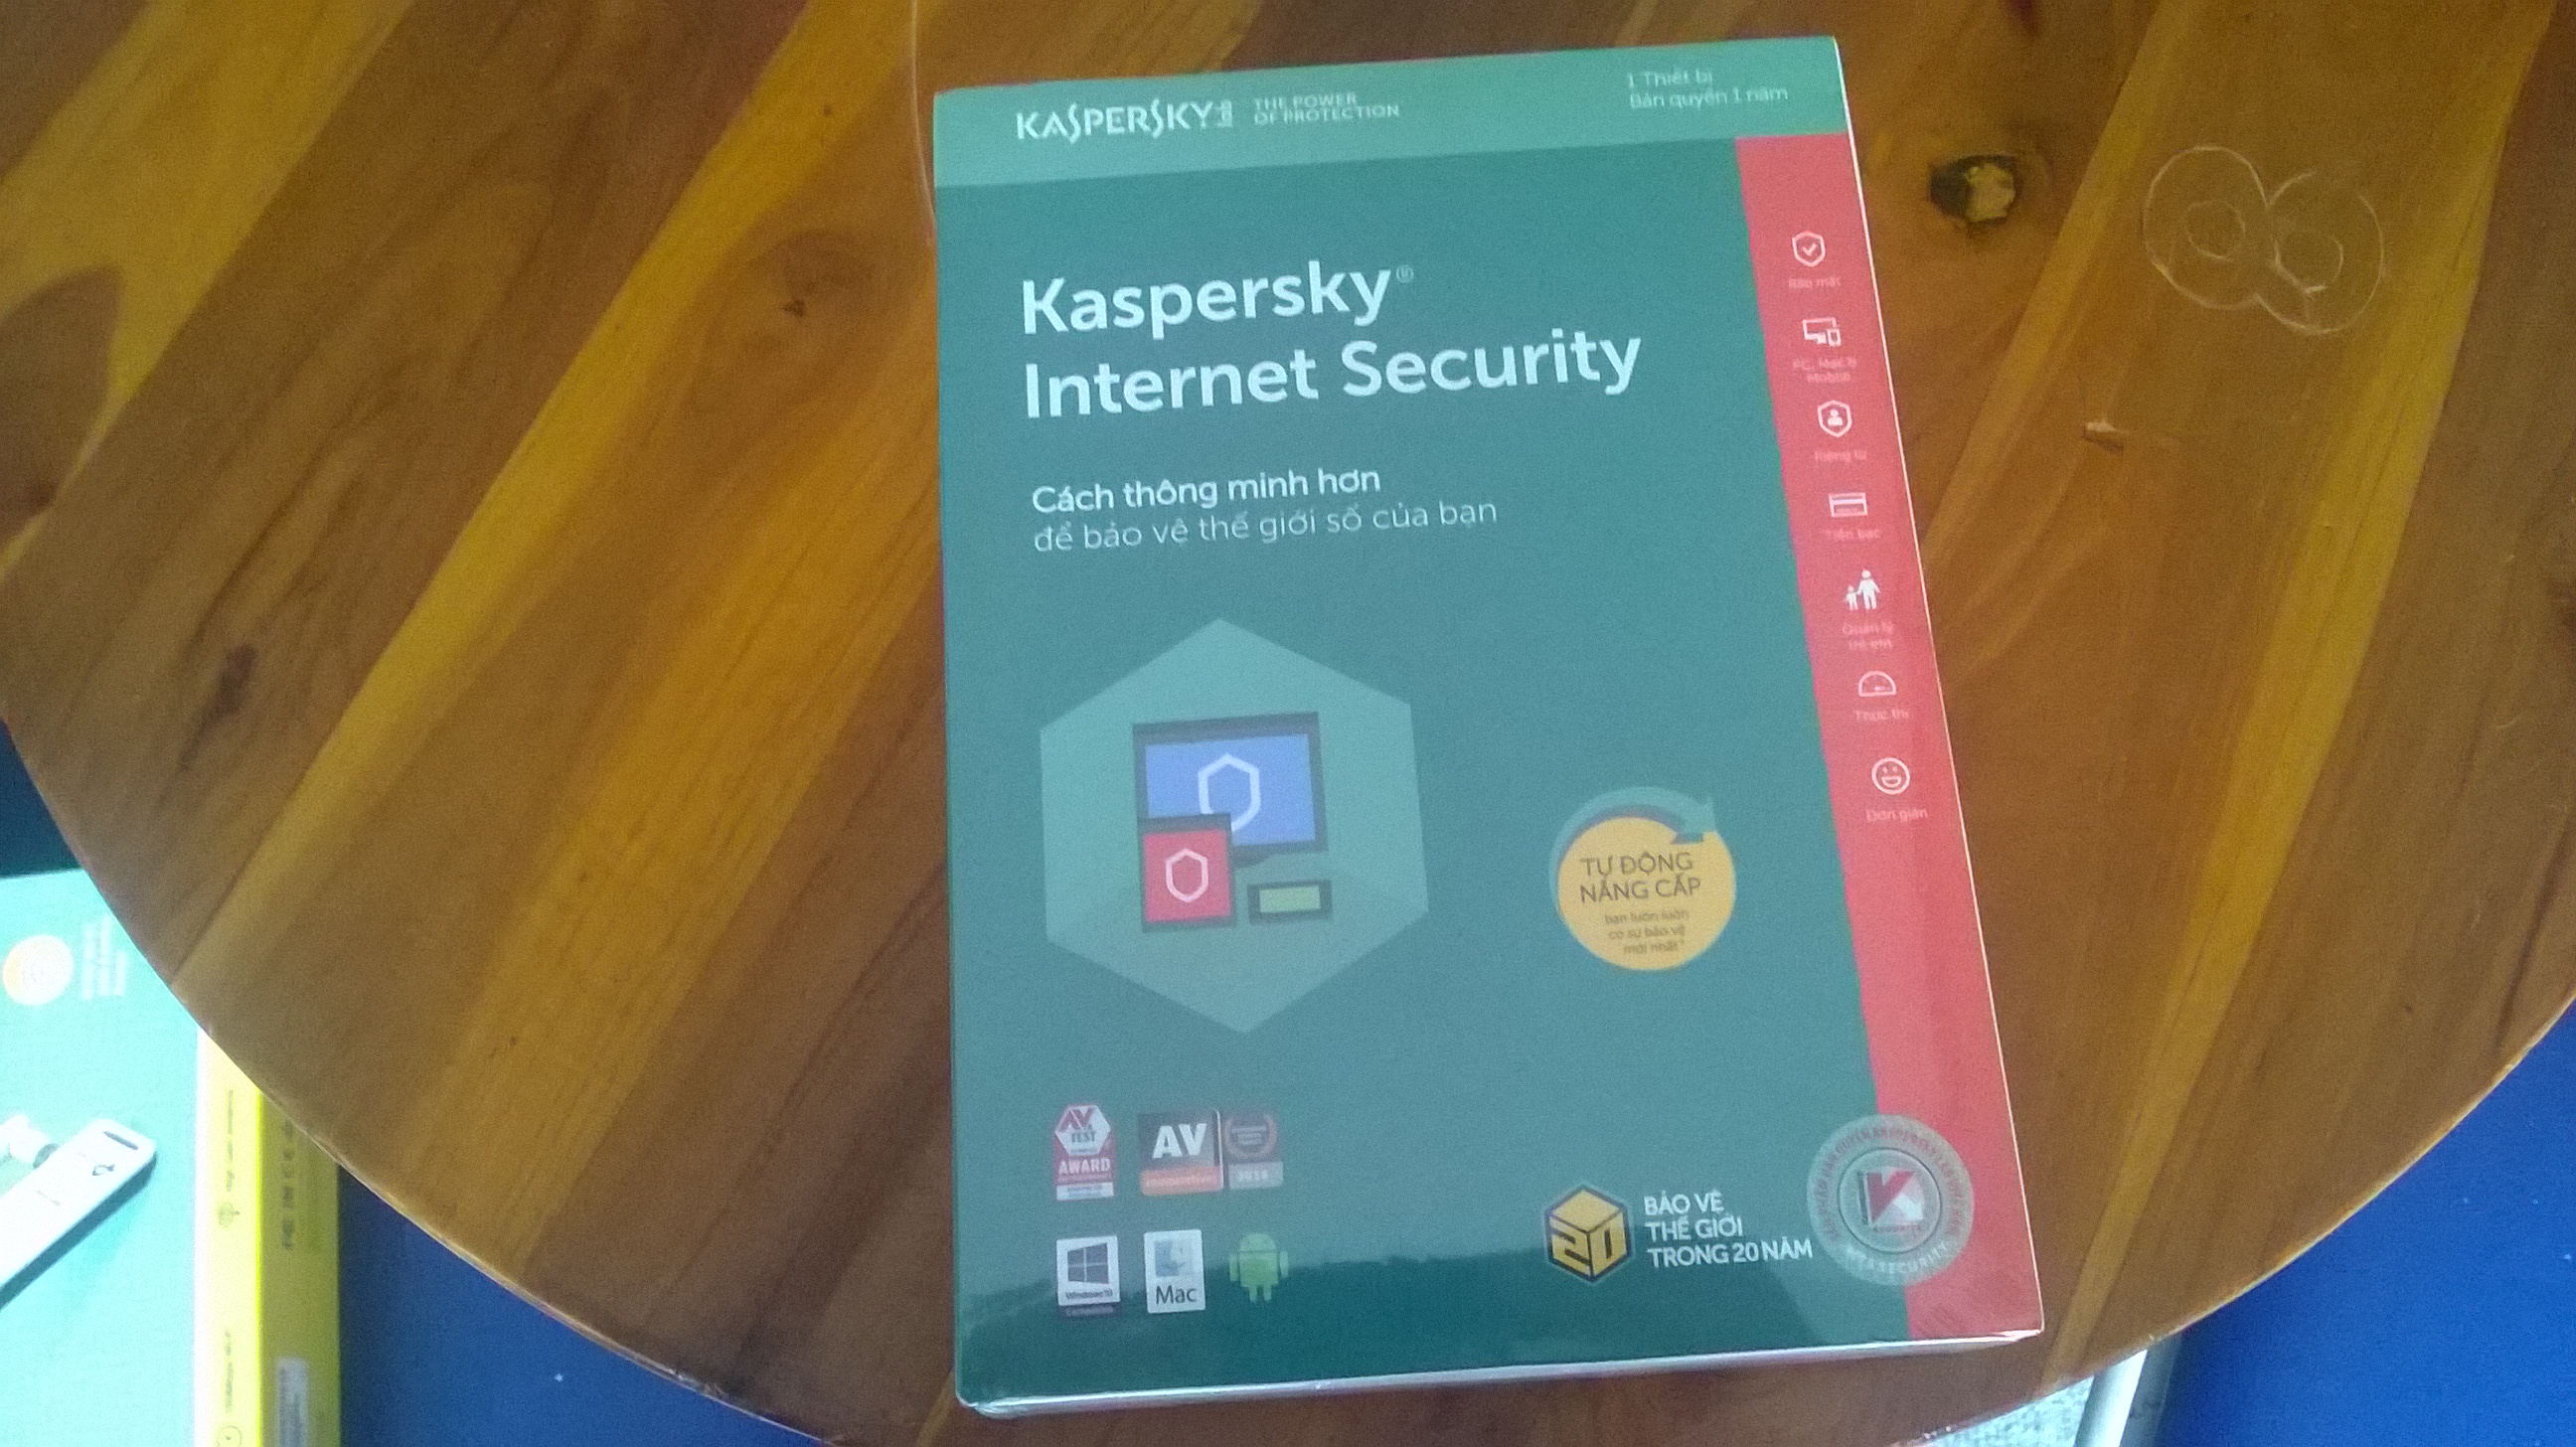 KASPERSKY LAB
THE POWER
OF PROTECTION
1 Thiết bị
Bản quyền 1 năm
Kaspersky®
Internet Security
Cách thông minh hơn
để bảo vệ thế giới số của bạn
Bảo mật
PC, Mac &
Mobile
Riêng tư
Tiền bạc
Quản lý
trẻ em
Thực thi
Đơn giản
TỰ ĐỘNG
NÂNG CẤP
bạn luôn luôn
có sự bảo vệ
mới nhất*
AV
TEST
AWARD
AV
comparatives
Windows 10
Compatible
Mac
20
BẢO VỆ
THẾ GIỚI
TRONG 20 NĂM
NTS SECURITY